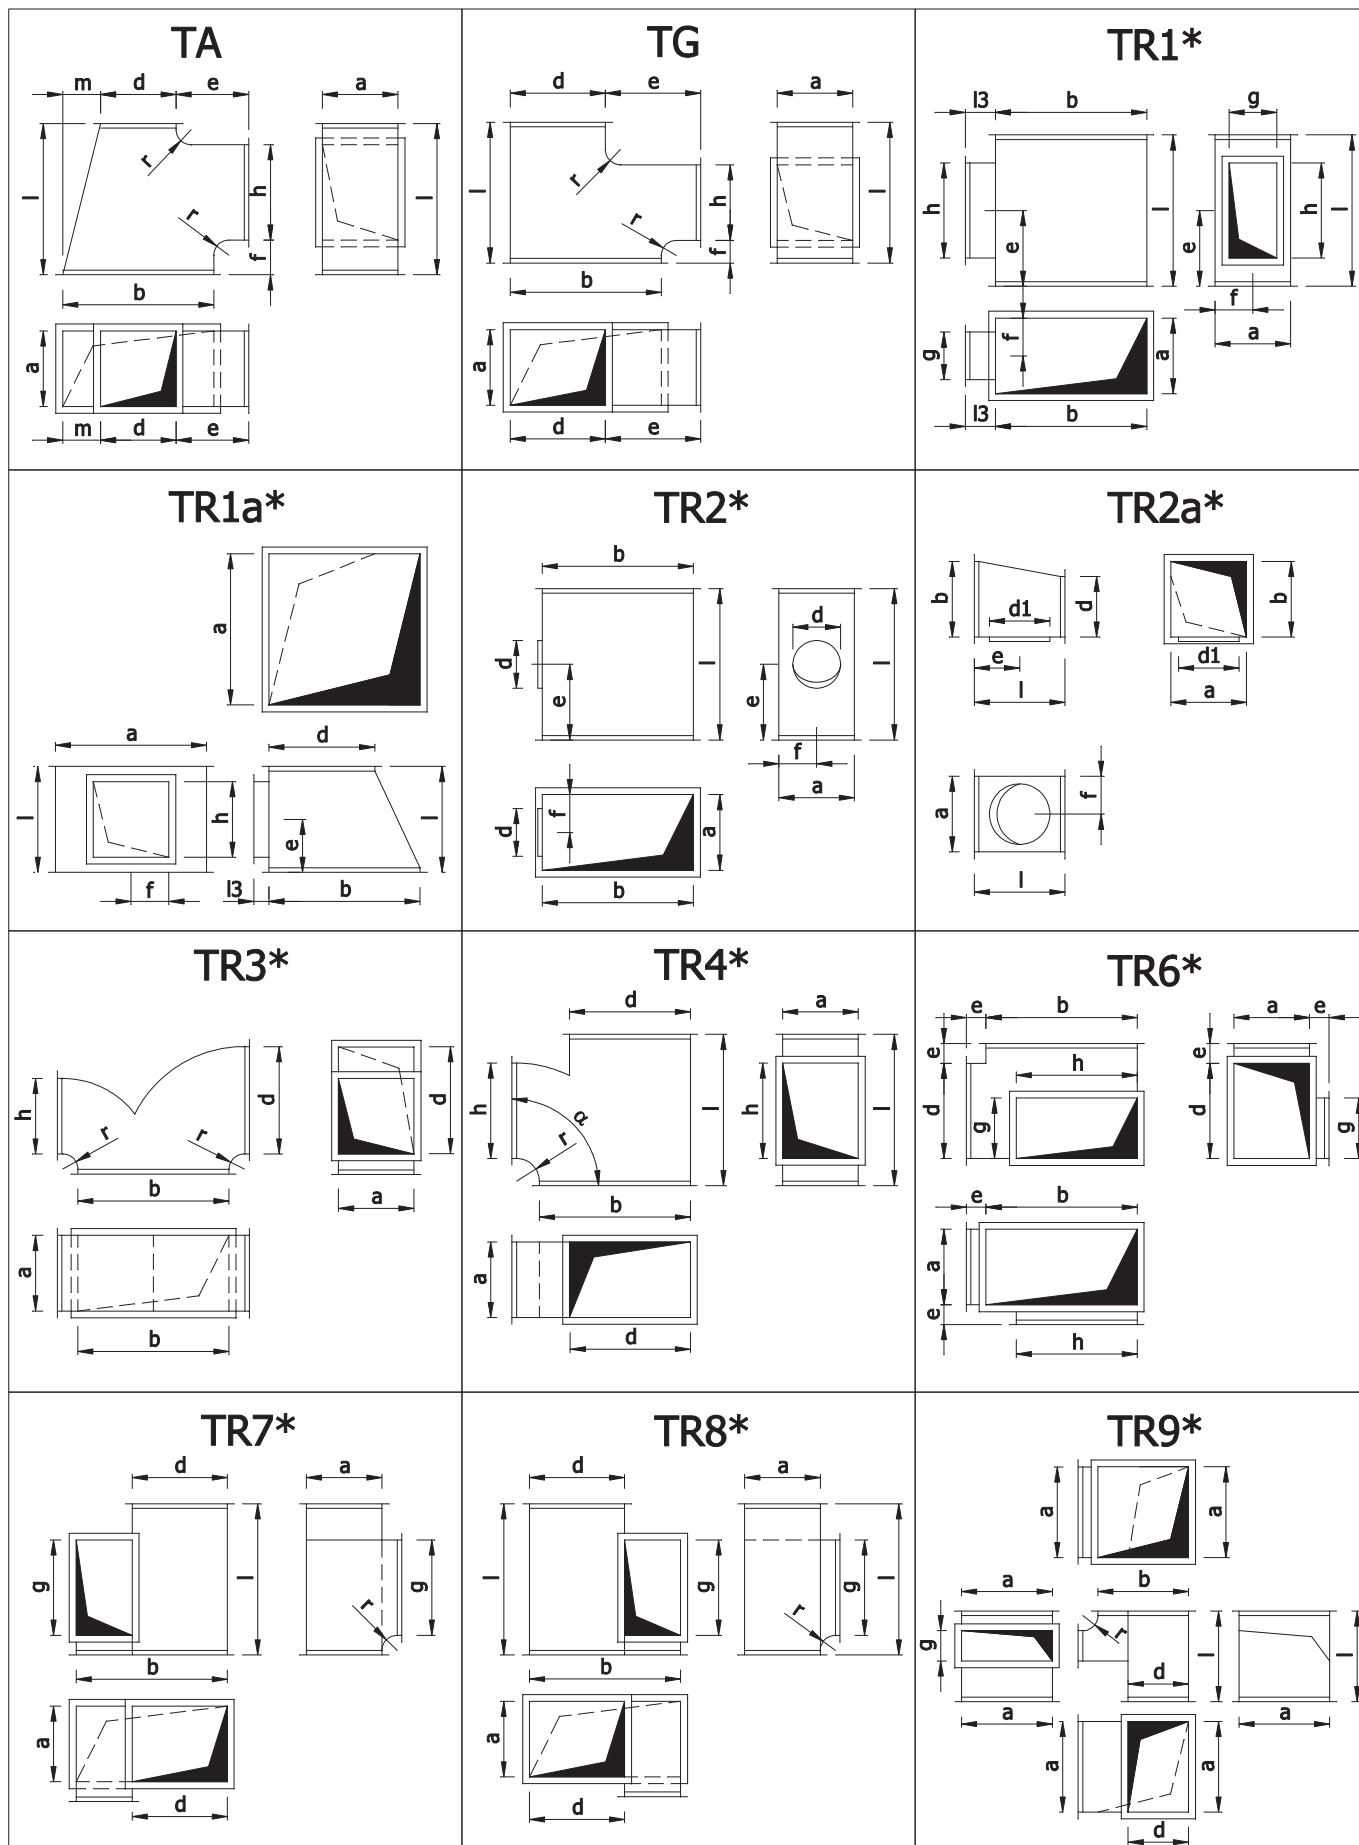 TA
m d e a
l r h l
r
f
b
a
m d e
TG
d e a
l r h l
r
f
b
a
d e
TR1*
l3 b g
h l h l
e e
f
f a
g a
l3 b
TR1a*
a
a d
l h e l
f l3 b
TR2*
b
d l d l
e e
f
a
d f a
b
TR2a*
b d1 d b
e d1
l a
a f
l
TR3*
h d d
r r
b a
a
b
TR4*
d a
h α l h l
r
b
a
d
TR6*
e b a e
e e
h
d g d g
e b
a
e
h
TR7*
d a
g l g
r
b
a
d
TR8*
d a
l g g l
r
b
a
d
TR9*
a a
a b
g r l l
d
a a
a a
d